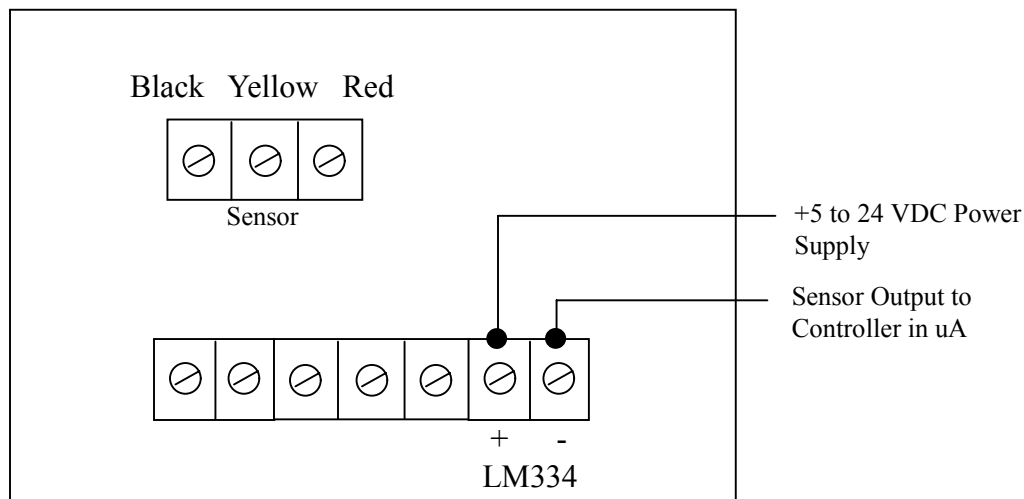 Black Yellow Red
Sensor
+5 to 24 VDC Power
Supply
Sensor Output to
Controller in uA
+ -
LM334